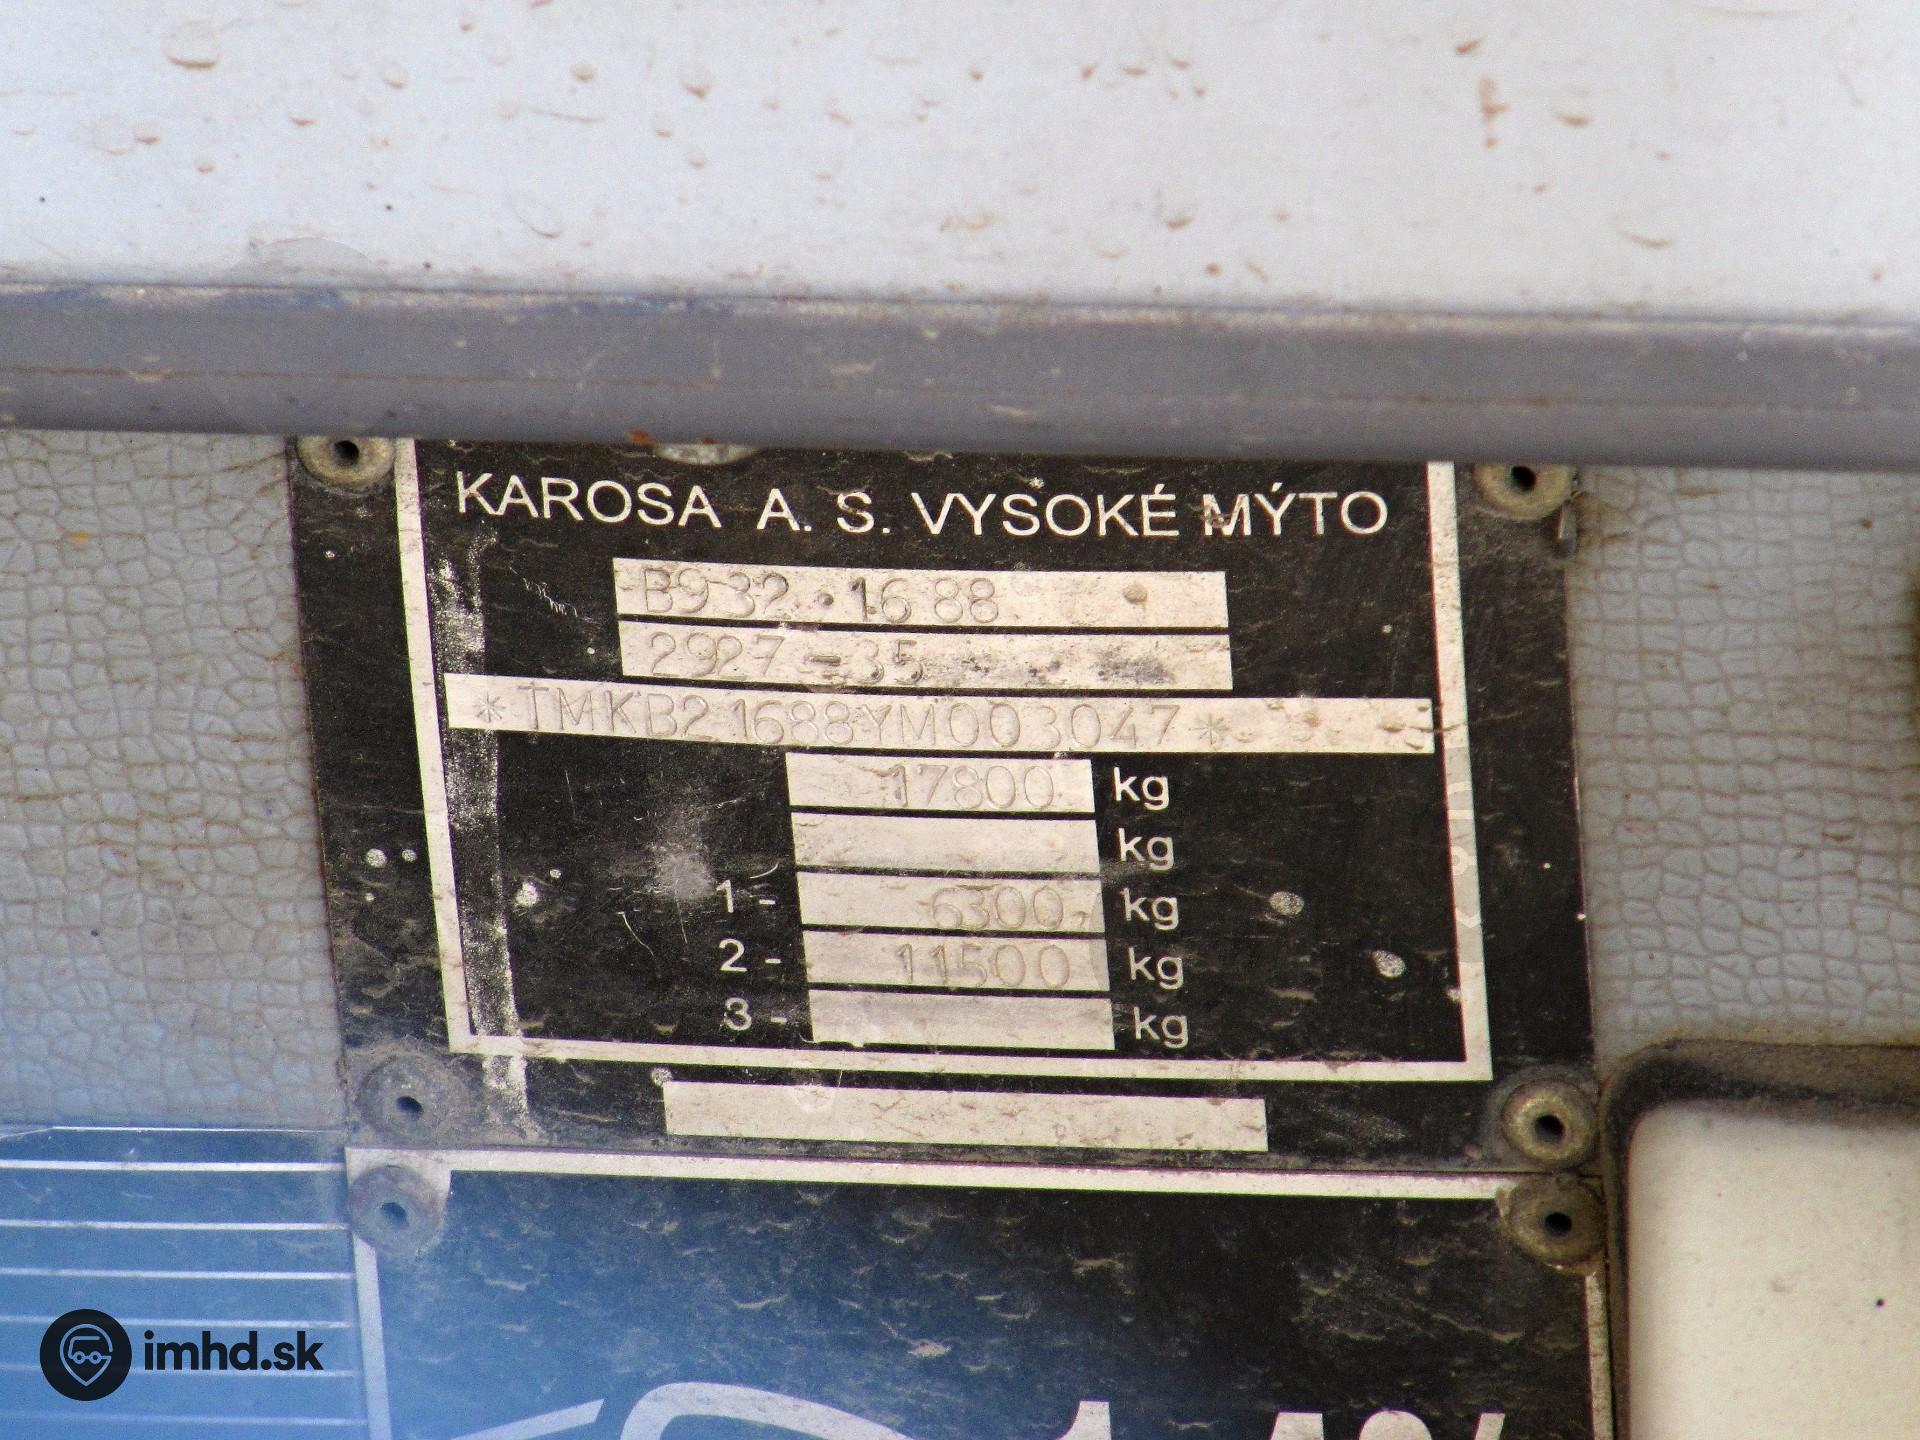 KAROSA A. S. VYSOKÉ MÝTO
B932.1688
2927-35
*TMKB21688YM003047*
17800 kg
kg
1- 6300 kg
2- 11500 kg
3- kg
imhd.sk